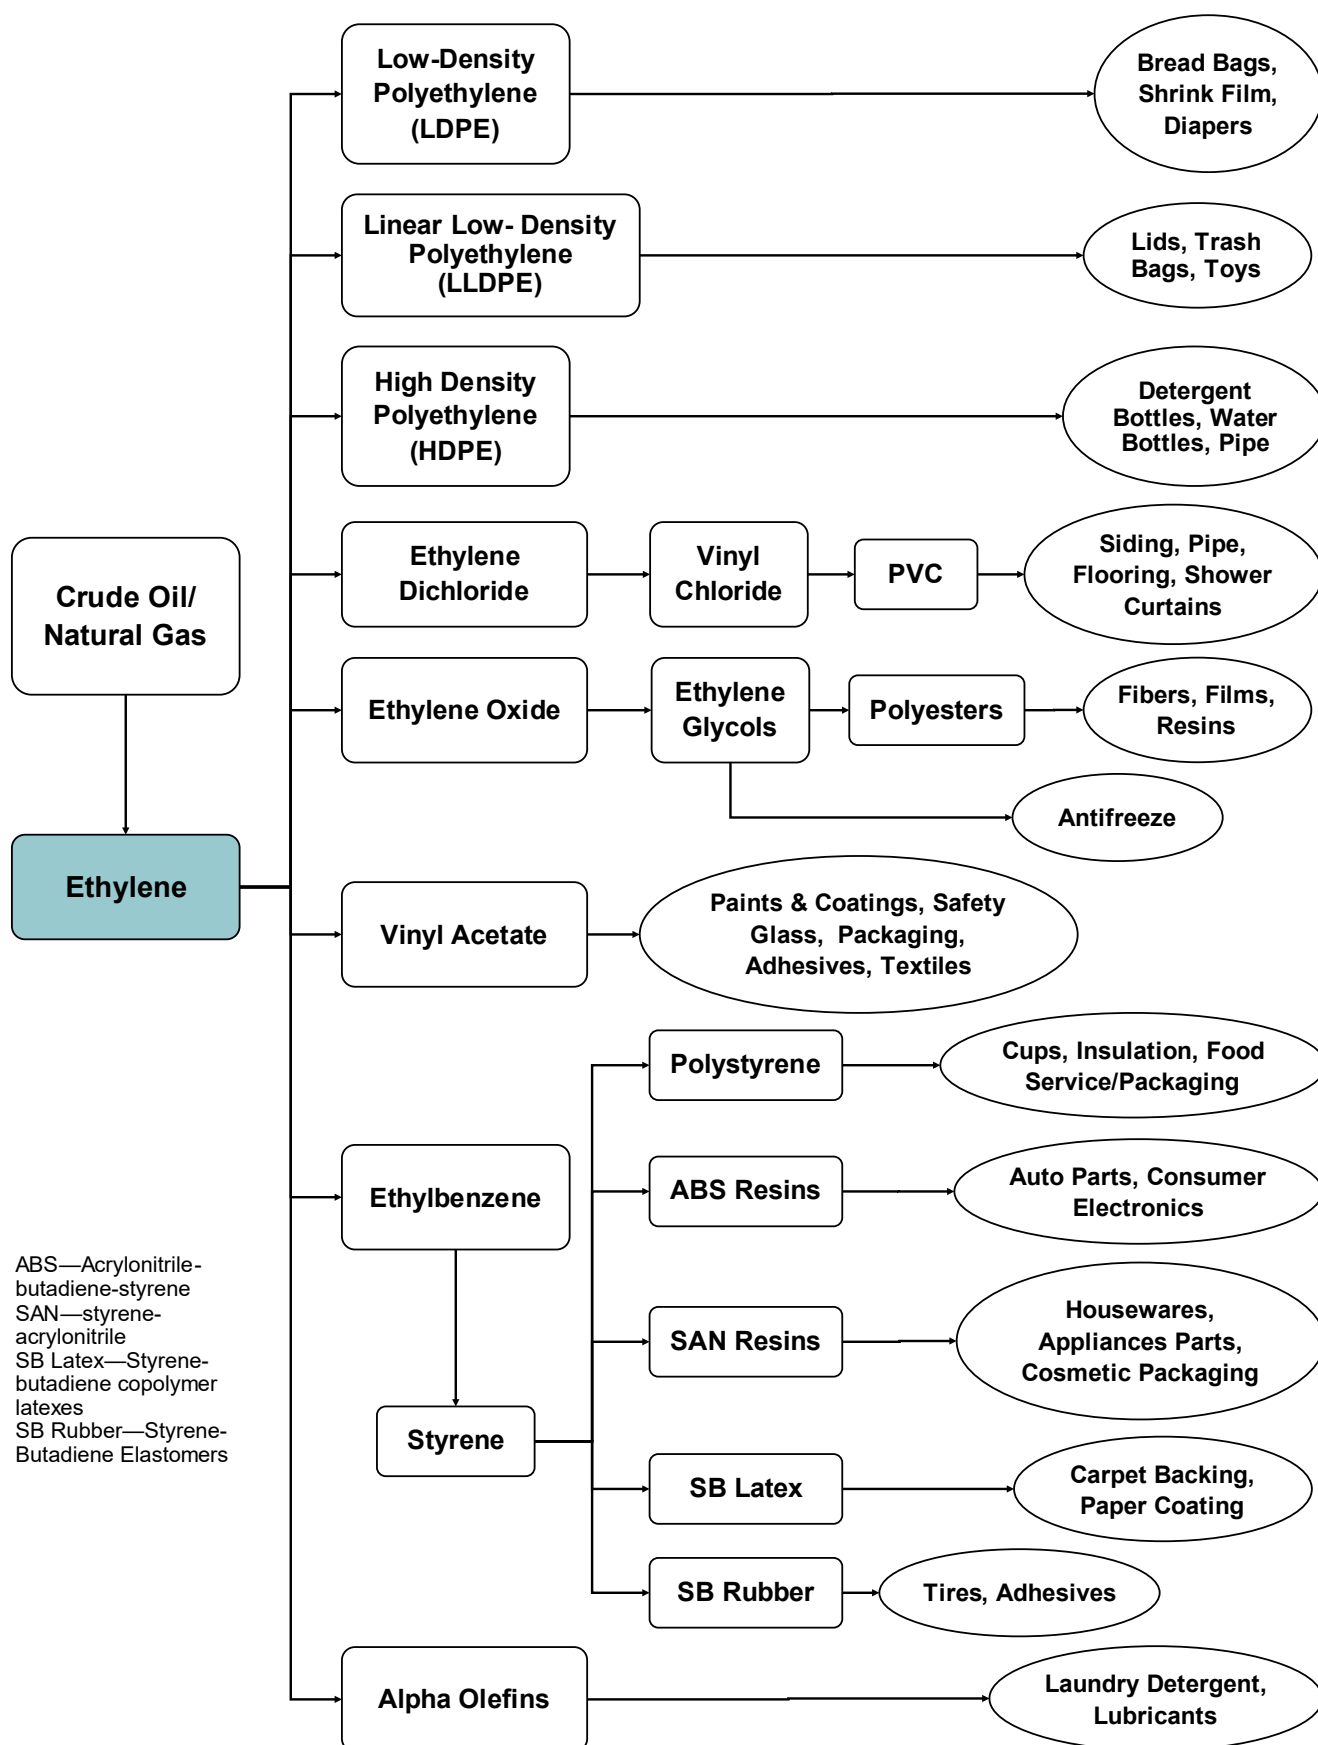 Low-Density
Polyethylene
(LDPE)
Bread Bags,
Shrink Film,
Diapers
Linear Low- Density
Polyethylene
(LLDPE)
Lids, Trash
Bags, Toys
High Density
Polyethylene
(HDPE)
Detergent
Bottles, Water
Bottles, Pipe
Crude Oil/
Natural Gas
Ethylene
Dichloride
Vinyl
Chloride
PVC
Siding, Pipe,
Flooring, Shower
Curtains
Ethylene Oxide
Ethylene
Glycols
Polyesters
Fibers, Films,
Resins
Antifreeze
Ethylene
Vinyl Acetate
Paints & Coatings, Safety
Glass,  Packaging,
Adhesives, Textiles
Polystyrene
Cups, Insulation, Food
Service/Packaging
Ethylbenzene
ABS Resins
Auto Parts, Consumer
Electronics
SAN Resins
Housewares,
Appliances Parts,
Cosmetic Packaging
Styrene
SB Latex
Carpet Backing,
Paper Coating
SB Rubber
Tires, Adhesives
Alpha Olefins
Laundry Detergent,
Lubricants
ABS—Acrylonitrile-
butadiene-styrene
SAN—styrene-
acrylonitrile
SB Latex—Styrene-
butadiene copolymer
latexes
SB Rubber—Styrene-
Butadiene Elastomers